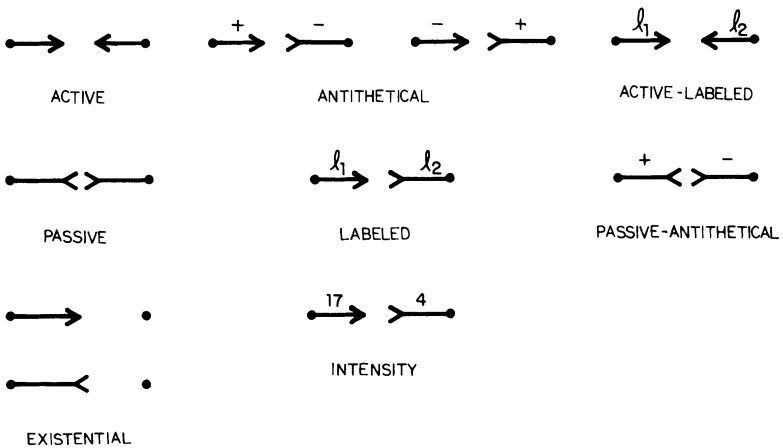 + - - + ℓ1 ℓ2
ACTIVE ANTITHETICAL ACTIVE-LABELED
ℓ1 ℓ2 + -
PASSIVE LABELED PASSIVE-ANTITHETICAL
17 4
INTENSITY
EXISTENTIAL